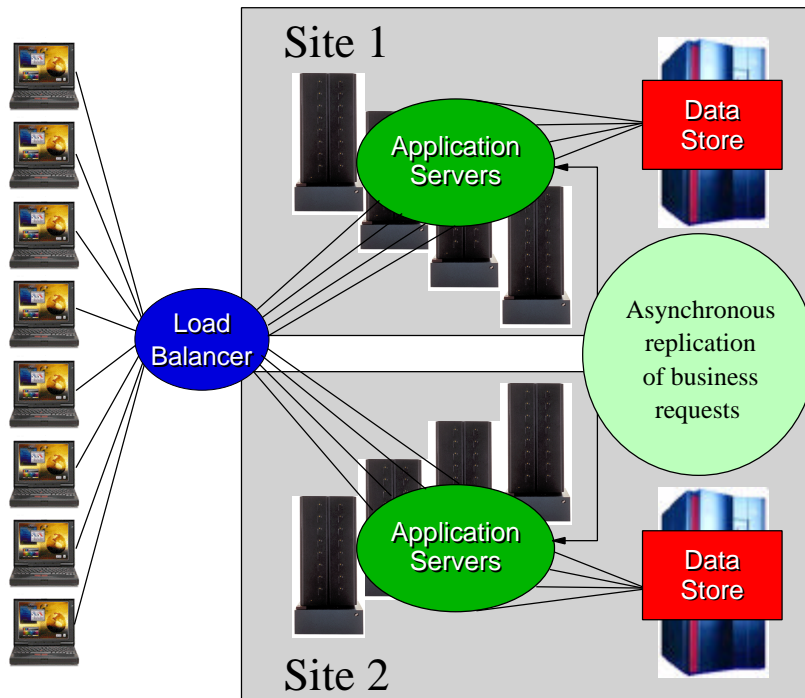 Site 1
Application
Servers
Data
Store
Load
Balancer
Asynchronous
replication
of business
requests
Application
Servers
Data
Store
Site 2